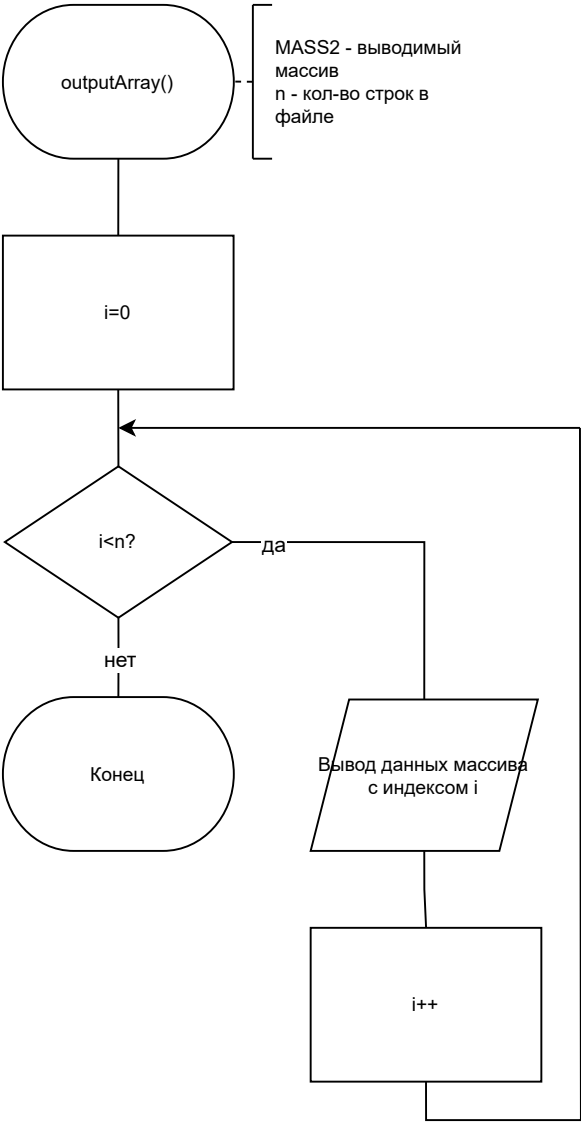 outputArray()
MASS2 - выводимый
массив
n - кол-во строк в
файле
i=0
i<n?
да
нет
Конец
Вывод данных массива
с индексом i
i++